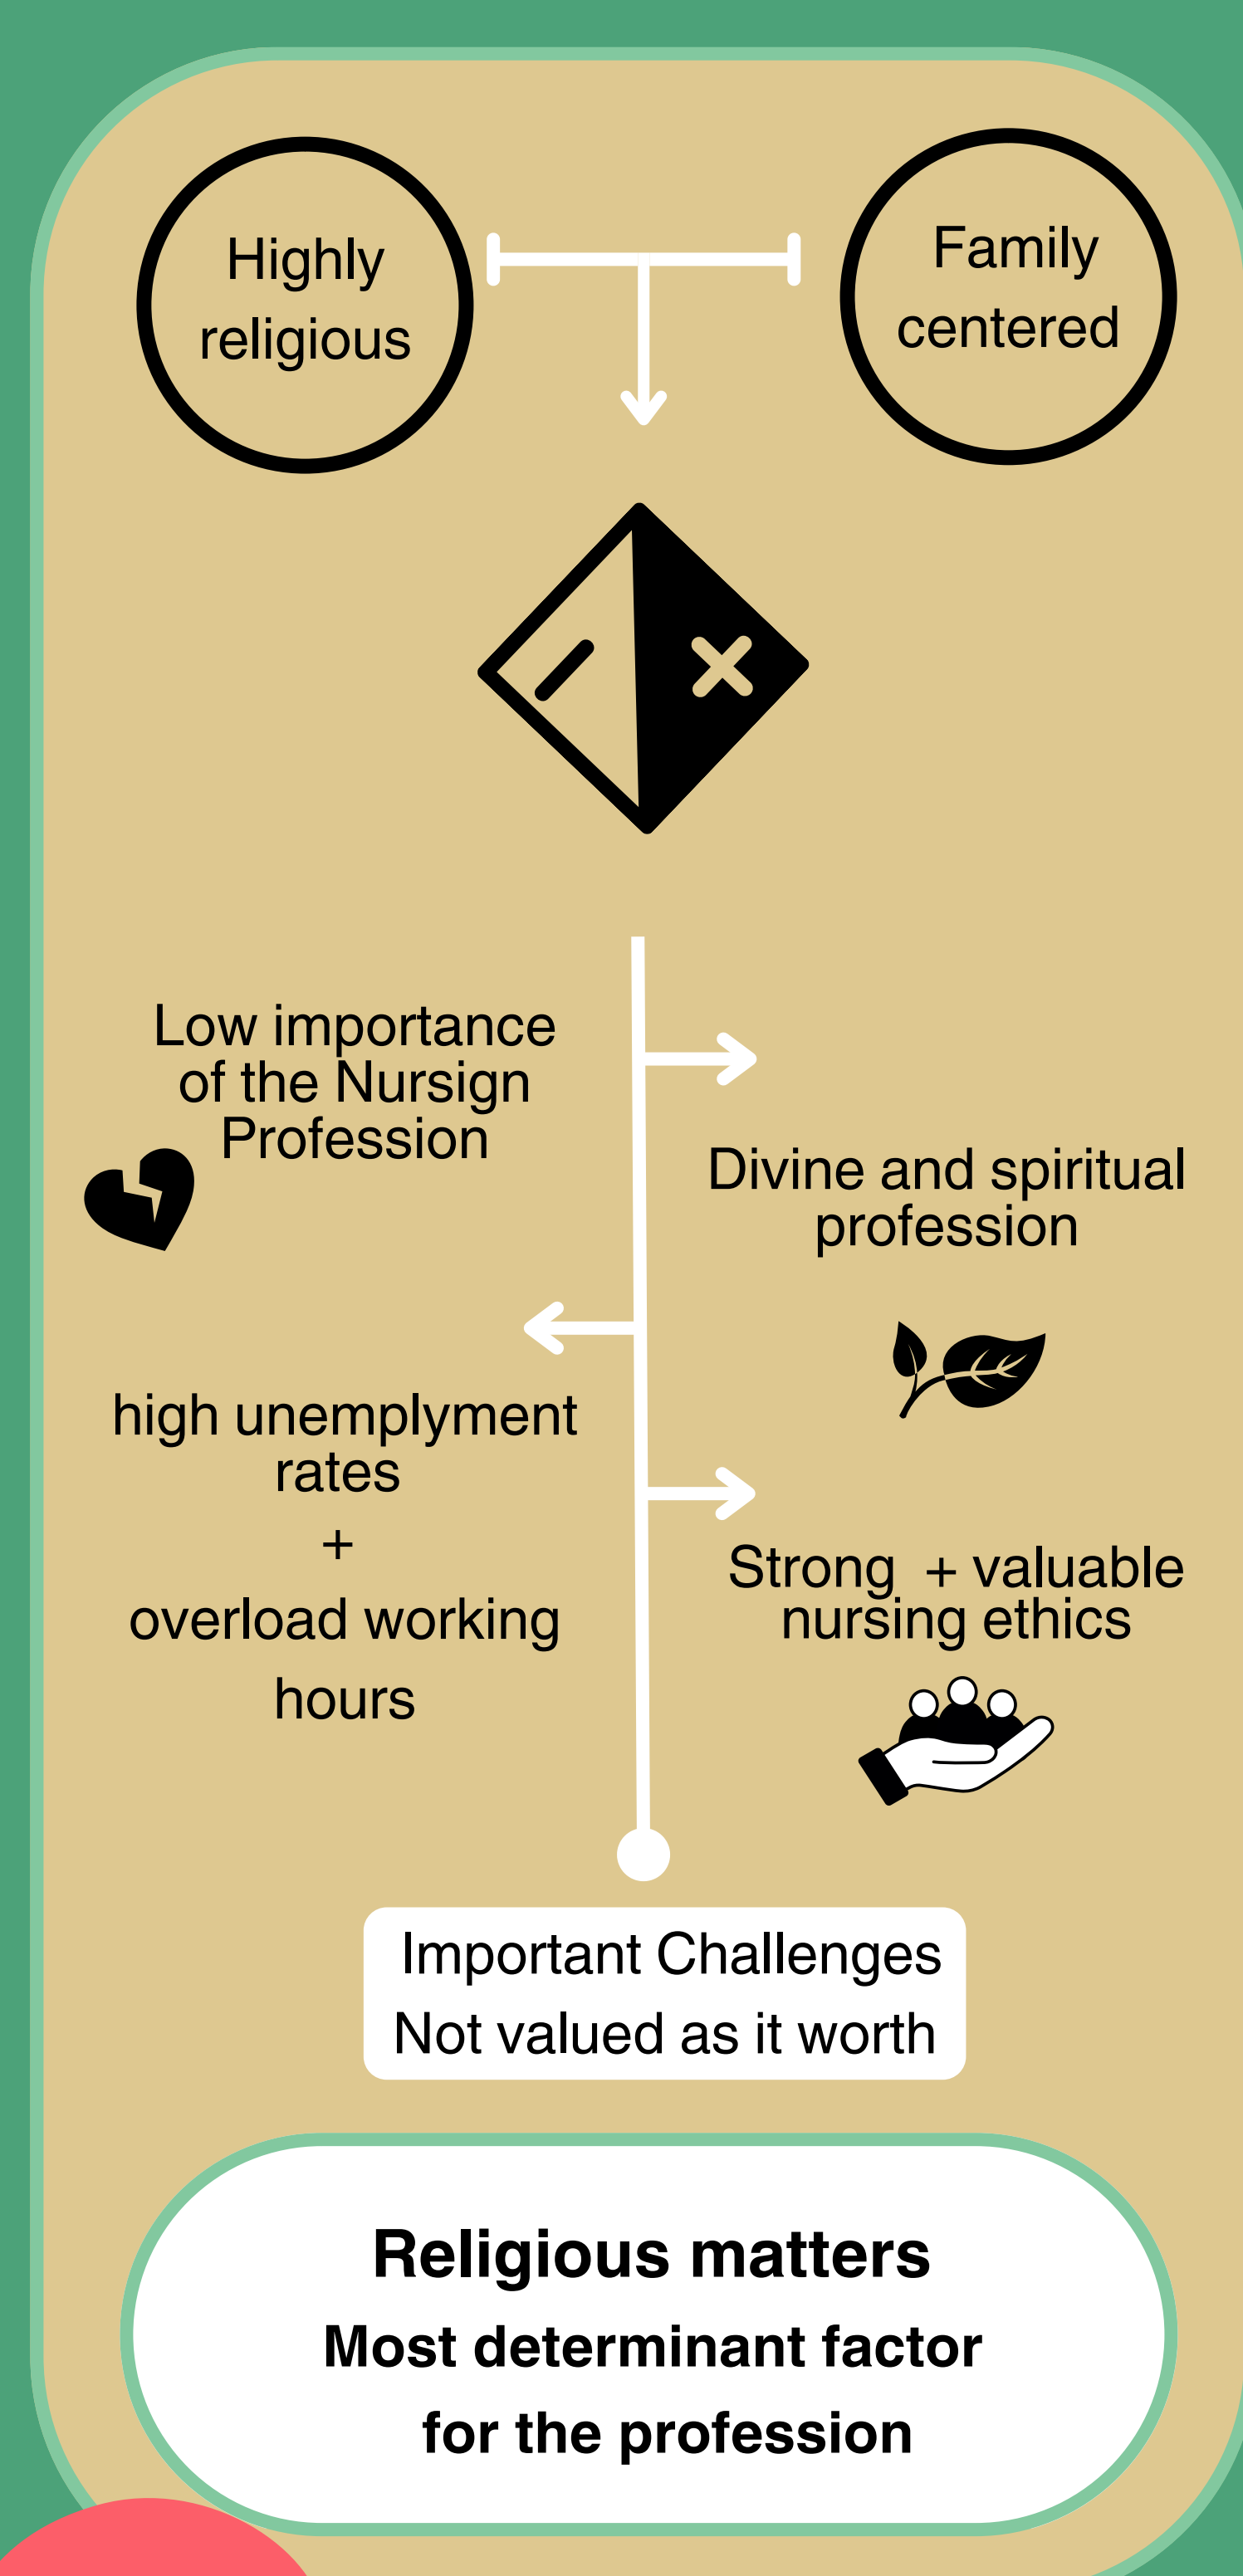 Highly
religious
Family
centered
Low importance
of the Nursign
Profession
Divine and spiritual
profession
high unemplyment
rates
+
overload working
hours
Strong + valuable
nursing ethics
Important Challenges
Not valued as it worth
Religious matters
Most determinant factor
for the profession